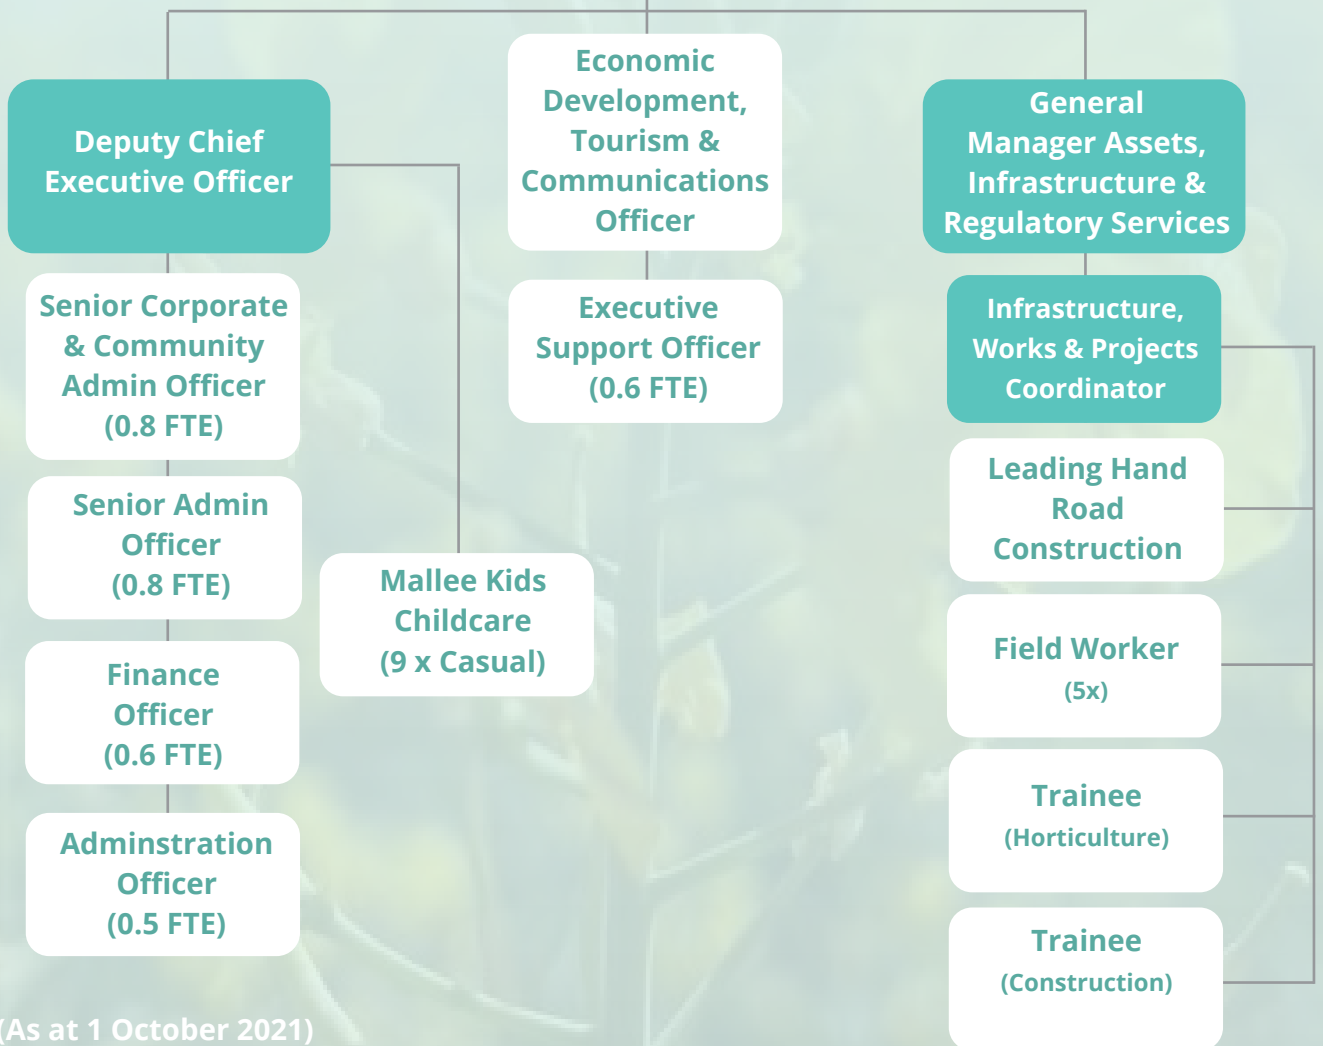 Deputy Chief
Executive Officer
Senior Corporate
& Community
Admin Officer
(0.8 FTE)
Senior Admin
Officer
(0.8 FTE)
Finance
Officer
(0.6 FTE)
Adminstration
Officer
(0.5 FTE)
Mallee Kids
Childcare
(9 x Casual)
Economic
Development,
Tourism &
Communications
Officer
Executive
Support Officer
(0.6 FTE)
General
Manager Assets,
Infrastructure &
Regulatory Services
Infrastructure,
Works & Projects
Coordinator
Leading Hand
Road
Construction
Field Worker
(5x)
Trainee
(Horticulture)
Trainee
(Construction)
(As at 1 October 2021)